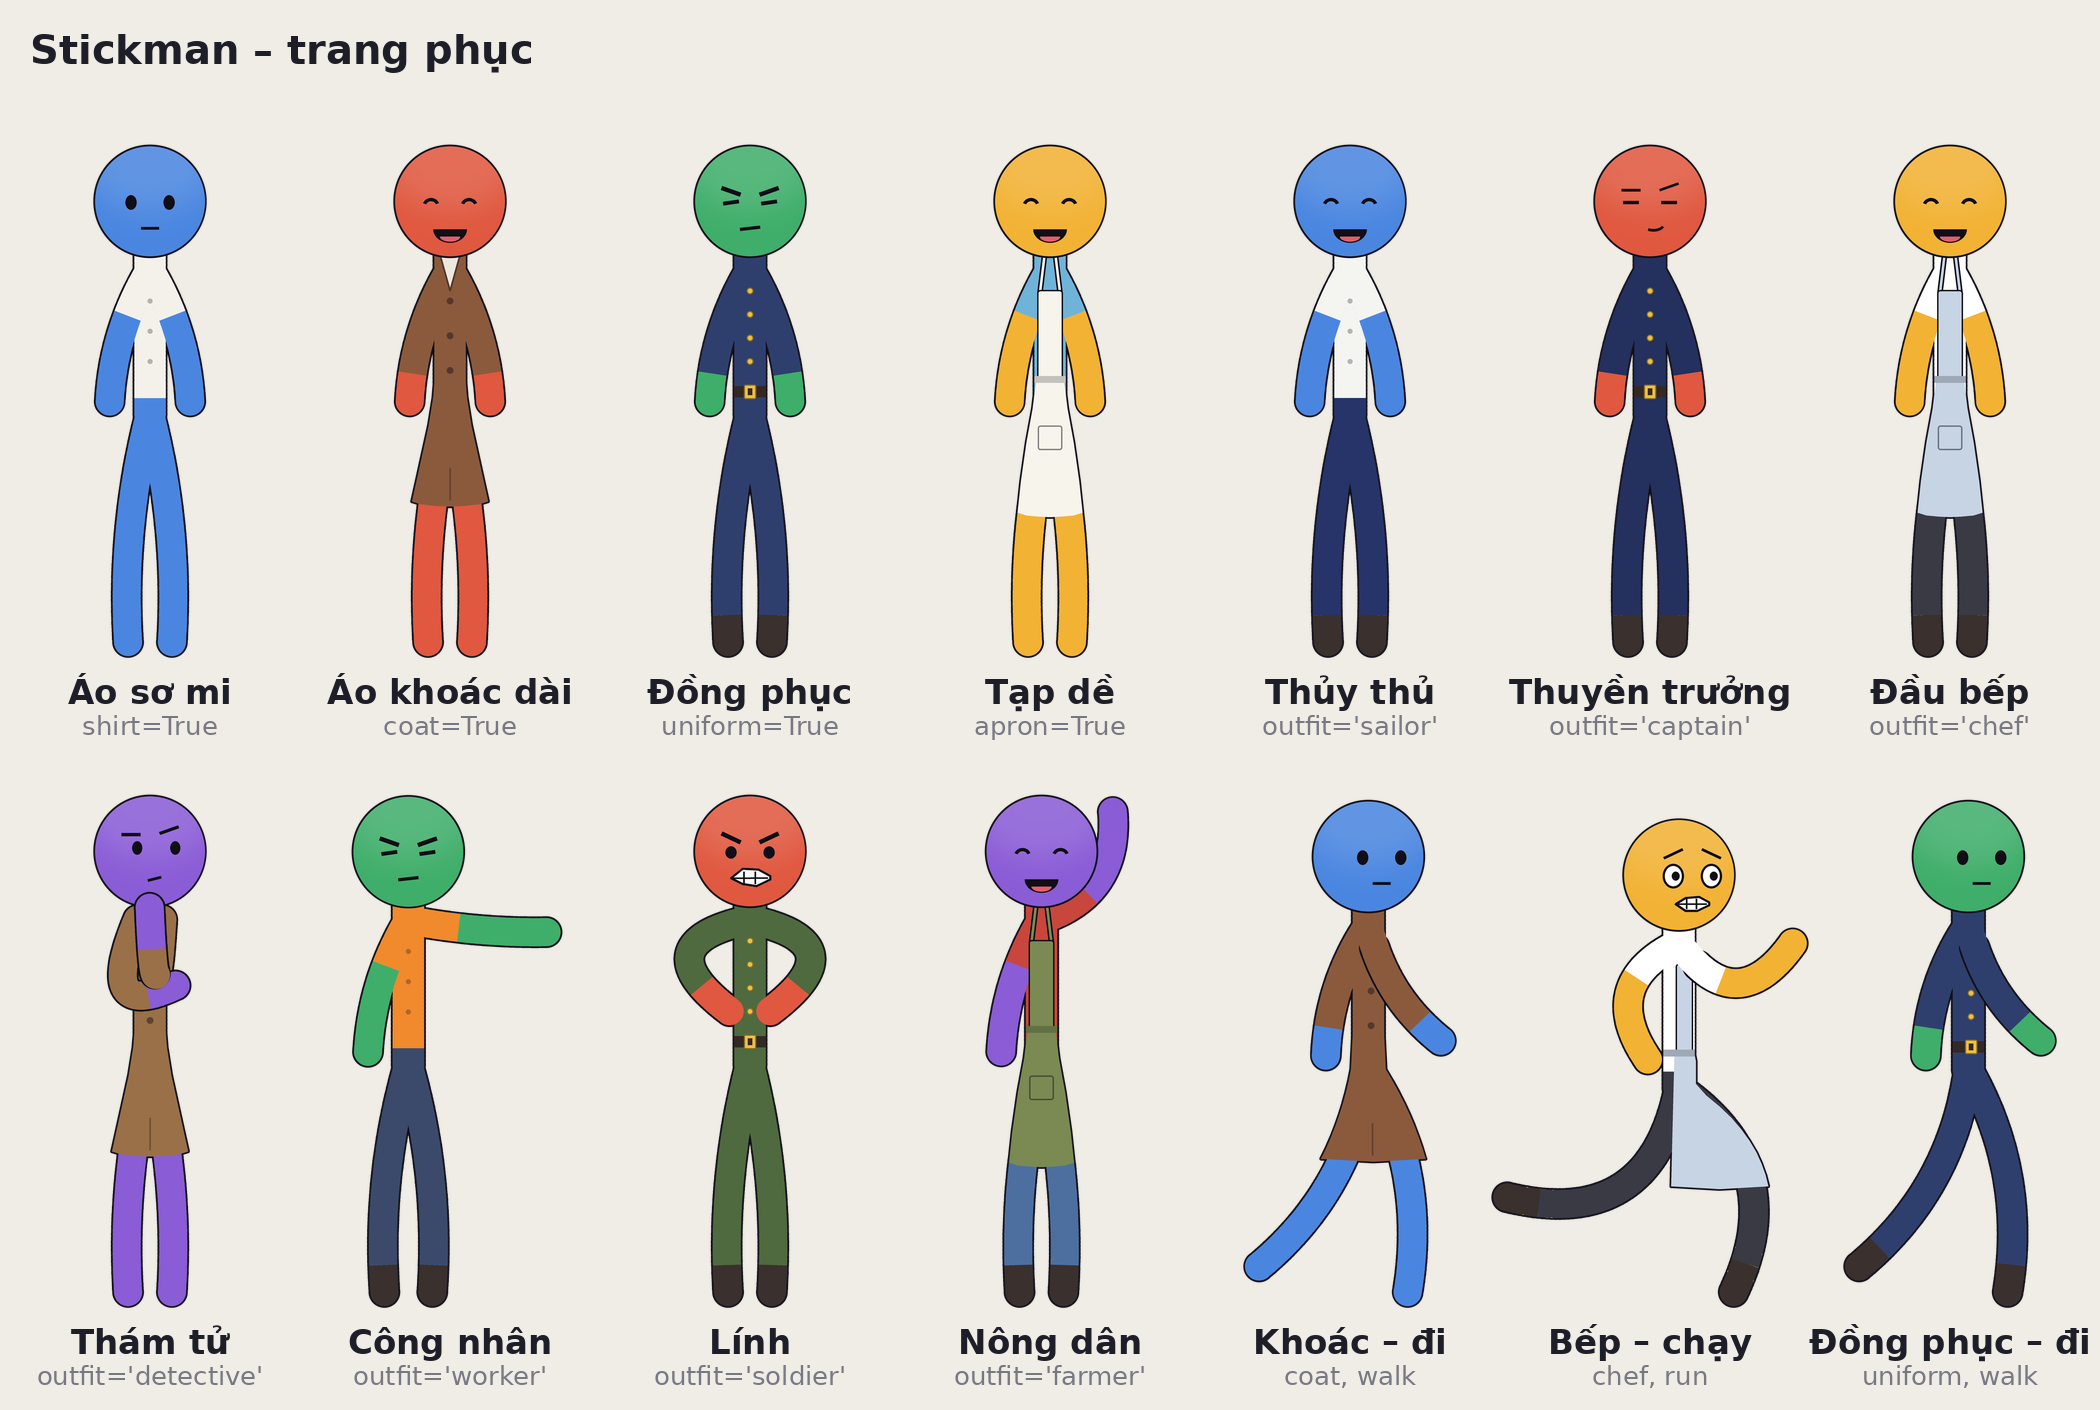 Stickman – trang phục
Áo sơ mi
shirt=True
Áo khoác dài
coat=True
Đồng phục
uniform=True
Tạp dề
apron=True
Thủy thủ
outfit='sailor'
Thuyền trưởng
outfit='captain'
Đầu bếp
outfit='chef'
Thám tử
outfit='detective'
Công nhân
outfit='worker'
Lính
outfit='soldier'
Nông dân
outfit='farmer'
Khoác – đi
coat, walk
Bếp – chạy
chef, run
Đồng phục – đi
uniform, walk